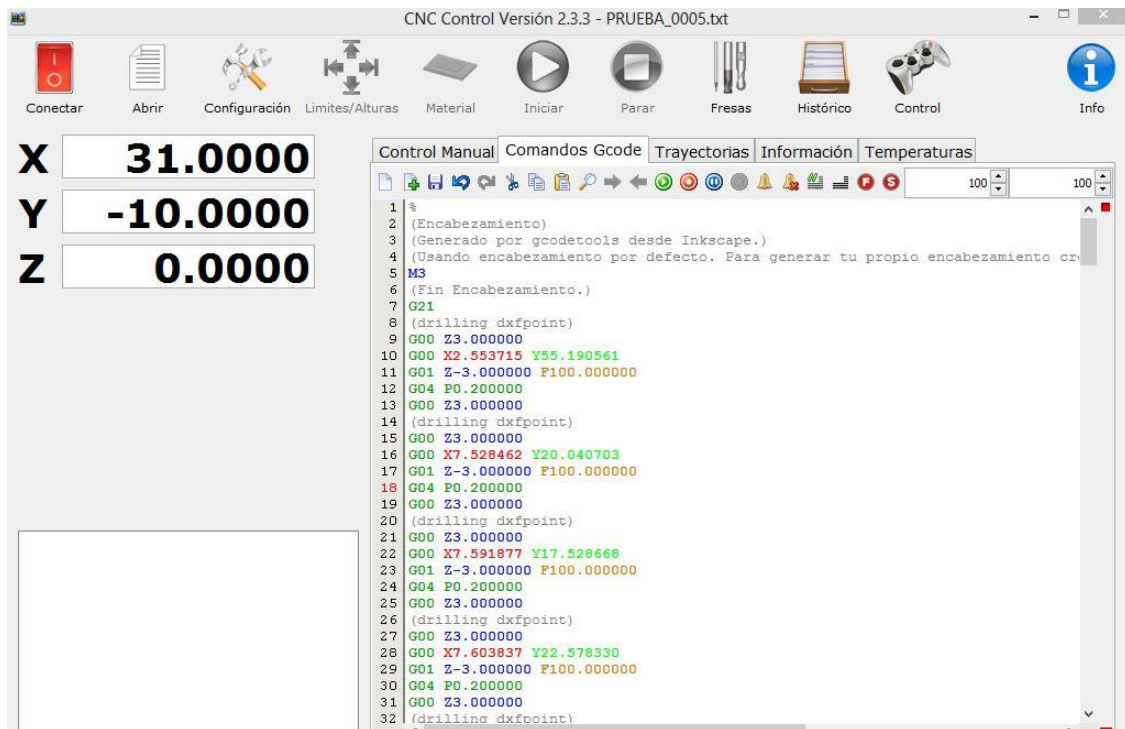 CNC Control Versión 2.3.3 - PRUEBA_0005.txt
Conectar Abrir Configuración Limites/Alturas Material Iniciar Parar Fresas Histórico Control Info
X 31.0000
Y -10.0000
Z 0.0000
Control Manual Comandos Gcode Trayectorias Información Temperaturas
100 100
1 %
2 (Encabezamiento)
3 (Generado por gcodetools desde Inkscape.)
4 (Usando encabezamiento por defecto. Para generar tu propio encabezamiento cr
5 M3
6 (Fin Encabezamiento.)
7 G21
8 (drilling dxfpoint)
9 G00 Z3.000000
10 G00 X2.553715 Y55.190561
11 G01 Z-3.000000 F100.000000
12 G04 P0.200000
13 G00 Z3.000000
14 (drilling dxfpoint)
15 G00 Z3.000000
16 G00 X7.528462 Y20.040703
17 G01 Z-3.000000 F100.000000
18 G04 P0.200000
19 G00 Z3.000000
20 (drilling dxfpoint)
21 G00 Z3.000000
22 G00 X7.591877 Y17.528668
23 G01 Z-3.000000 F100.000000
24 G04 P0.200000
25 G00 Z3.000000
26 (drilling dxfpoint)
27 G00 Z3.000000
28 G00 X7.603837 Y22.578330
29 G01 Z-3.000000 F100.000000
30 G04 P0.200000
31 G00 Z3.000000
32 (drilling dxfpoint)